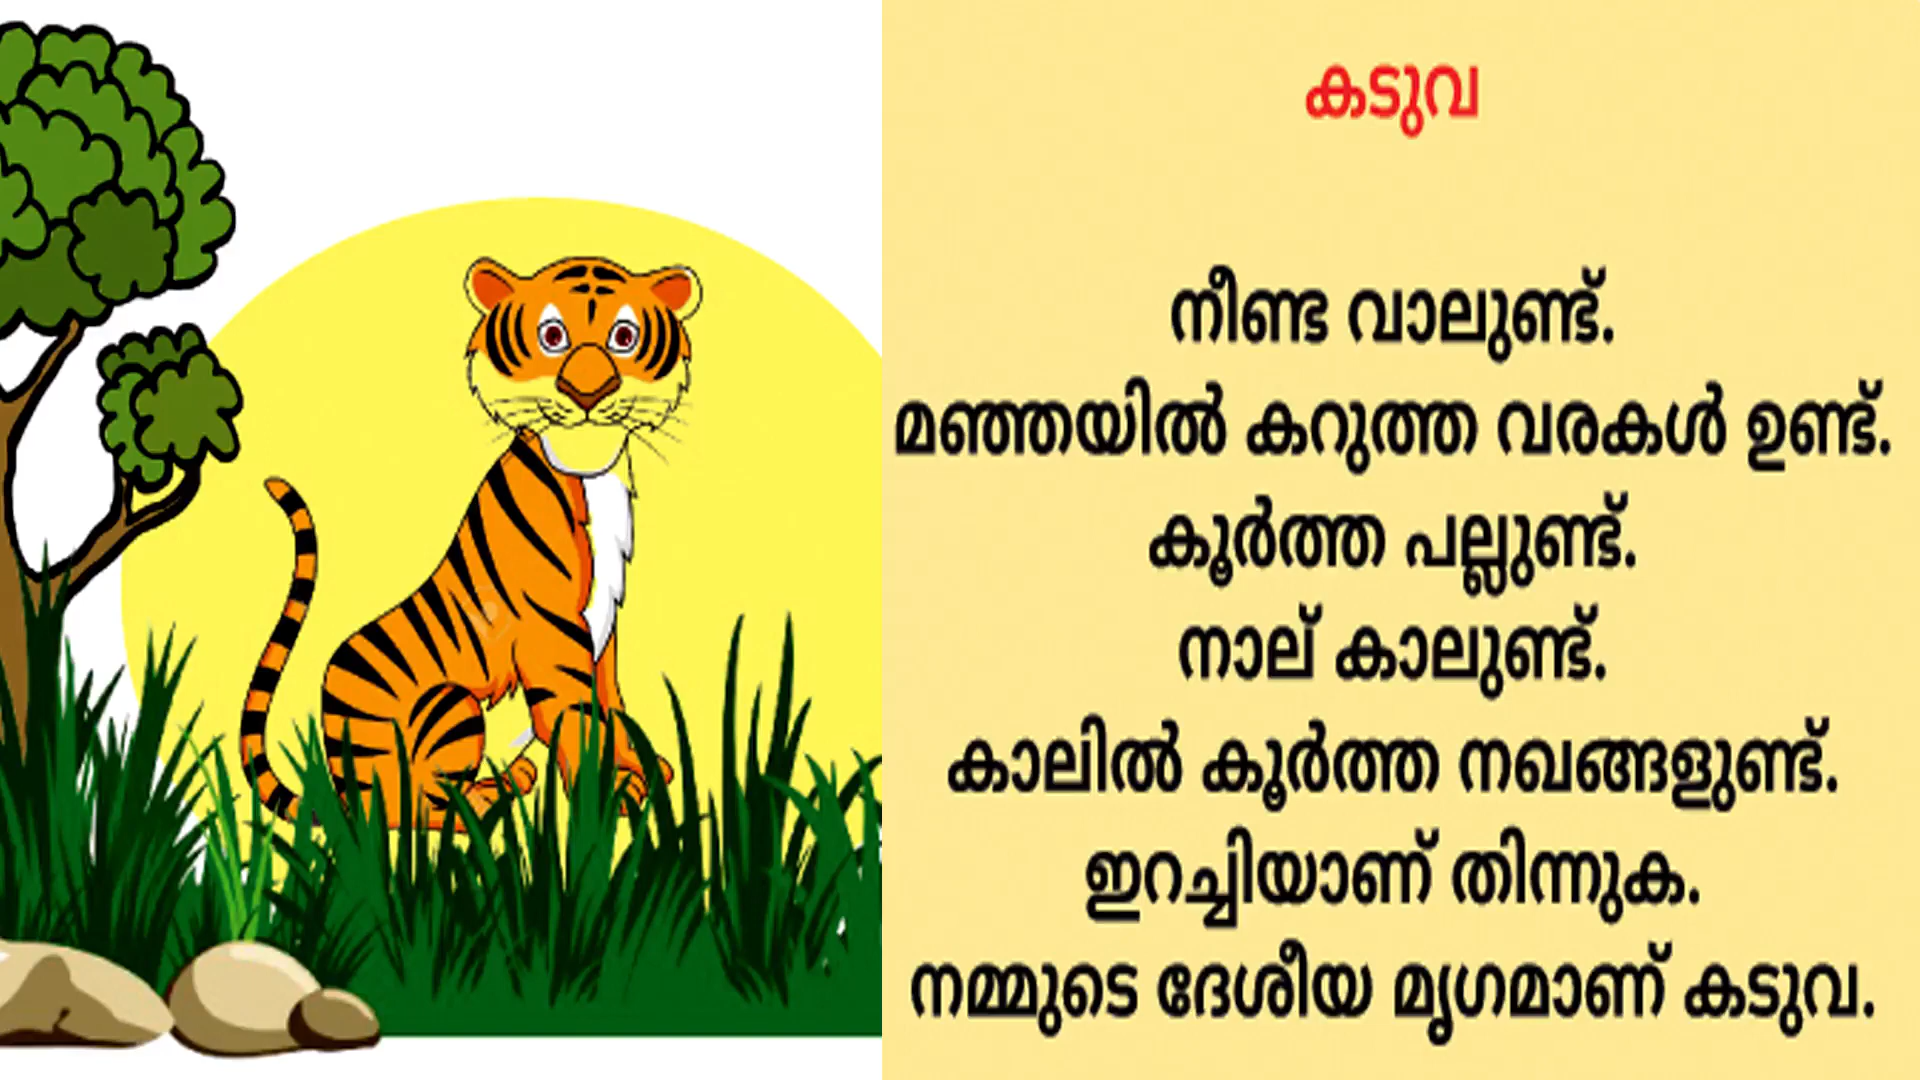 കടുവ
നീണ്ട വാലുണ്ട്.
മഞ്ഞയിൽ കറുത്ത വരകൾ ഉണ്ട്.
കൂർത്ത പല്ലുണ്ട്.
നാല് കാലുണ്ട്.
കാലിൽ കൂർത്ത നഖങ്ങളുണ്ട്.
ഇറച്ചിയാണ് തിന്നുക.
നമ്മുടെ ദേശീയ മൃഗമാണ് കടുവ.